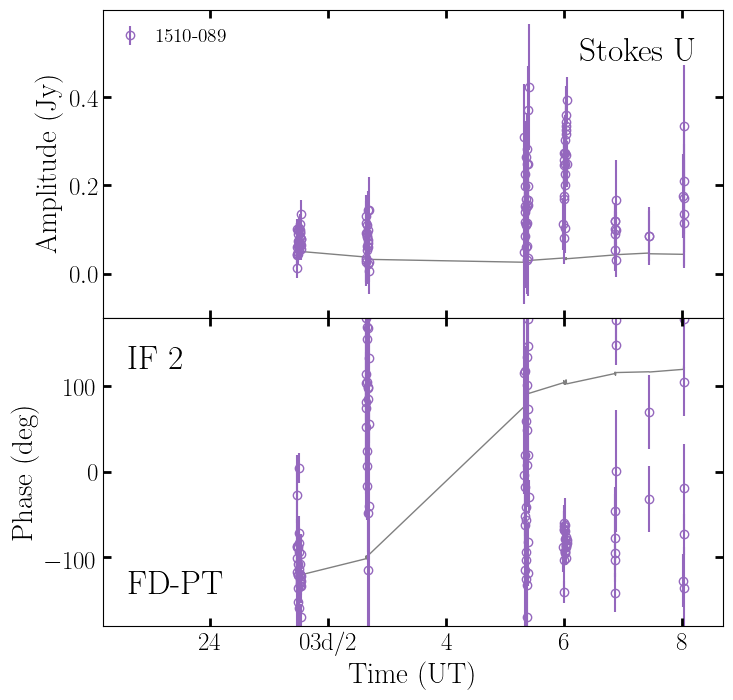 1510-089
Stokes U
Amplitude (Jy)
0.4
0.2
0.0
IF 2
FD-PT
Phase (deg)
100
0
−100
24
03d/2
4
6
8
Time (UT)